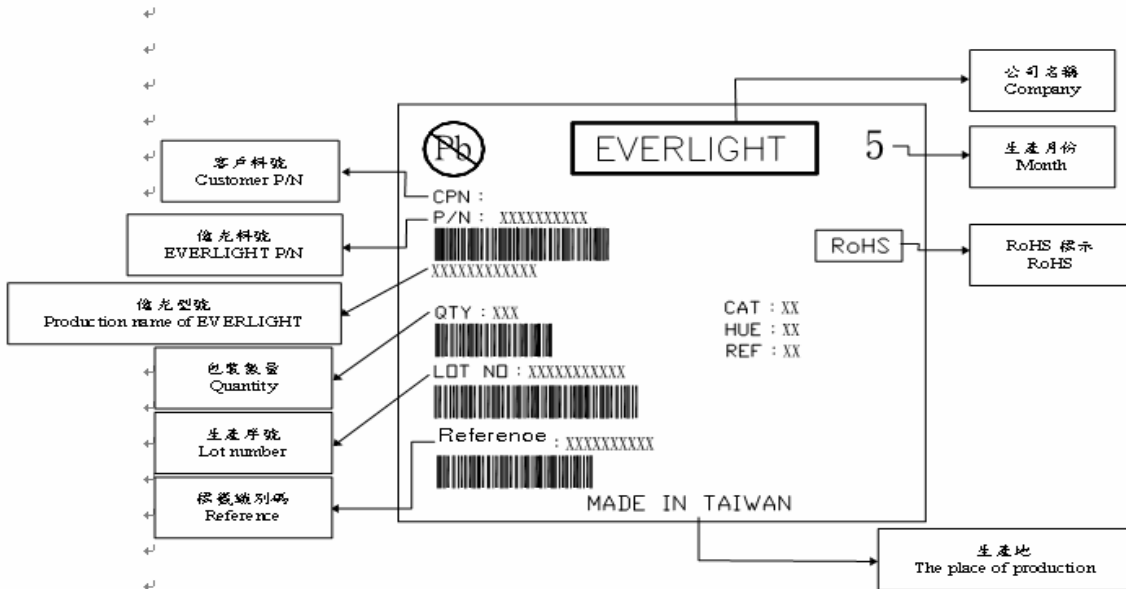 公司名稱
Company
Pb
EVERLIGHT
5
生產月份
Month
客戶料號
Customer P/N
CPN :
P/N : XXXXXXXXXX
億光料號
EVERLIGHT P/N
RoHS
RoHS 標示
RoHS
XXXXXXXXXXXX
億光型號
Production name of EVERLIGHT
QTY : XXX
CAT : XX
HUE : XX
REF : XX
包裝數量
Quantity
LOT NO : XXXXXXXXXXX
生產序號
Lot number
Reference : XXXXXXXXXX
標籤識別碼
Reference
MADE IN TAIWAN
生產地
The place of production